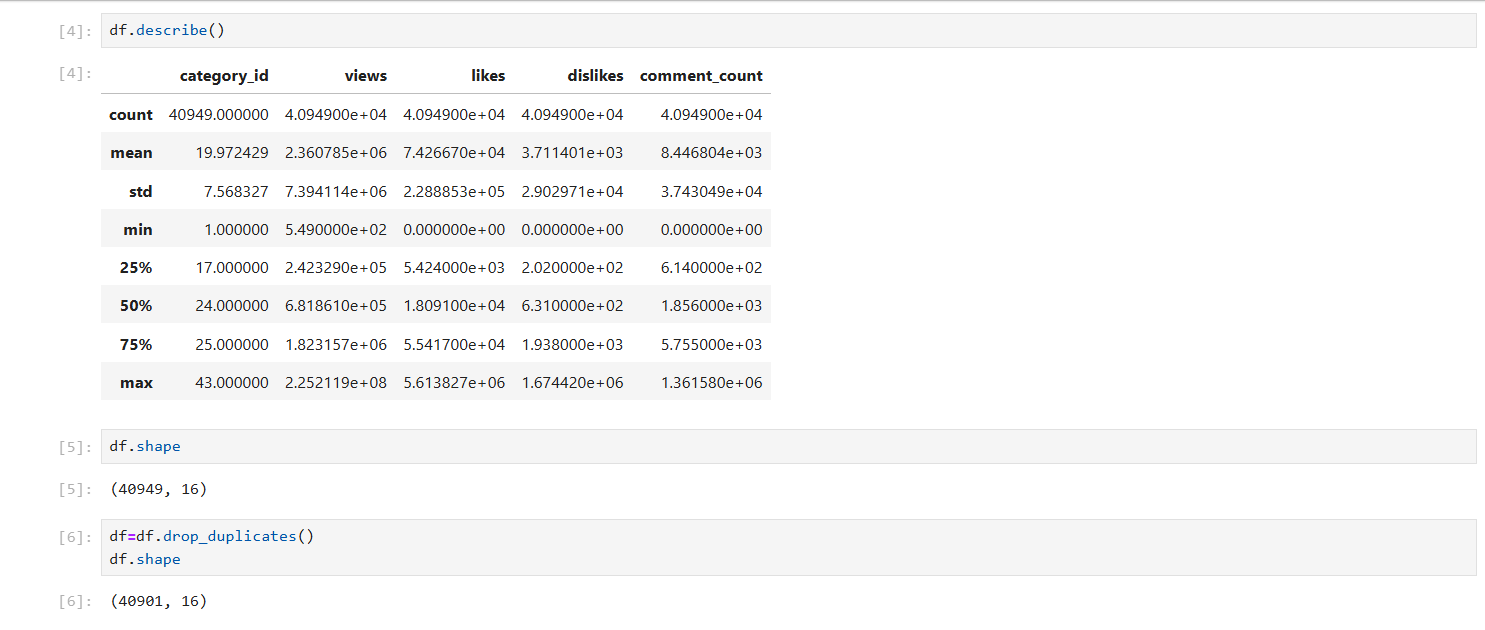 [4]: df.describe()
[4]: category_id views likes dislikes comment_count
count 40949.000000 4.094900e+04 4.094900e+04 4.094900e+04 4.094900e+04
mean 19.972429 2.360785e+06 7.426670e+04 3.711401e+03 8.446804e+03
std 7.568327 7.394114e+06 2.288853e+05 2.902971e+04 3.743049e+04
min 1.000000 5.490000e+02 0.000000e+00 0.000000e+00 0.000000e+00
25% 17.000000 2.423290e+05 5.424000e+03 2.020000e+02 6.140000e+02
50% 24.000000 6.818610e+05 1.809100e+04 6.310000e+02 1.856000e+03
75% 25.000000 1.823157e+06 5.541700e+04 1.938000e+03 5.755000e+03
max 43.000000 2.252119e+08 5.613827e+06 1.674420e+06 1.361580e+06
[5]: df.shape
[5]: (40949, 16)
[6]: df=df.drop_duplicates()
df.shape
[6]: (40901, 16)